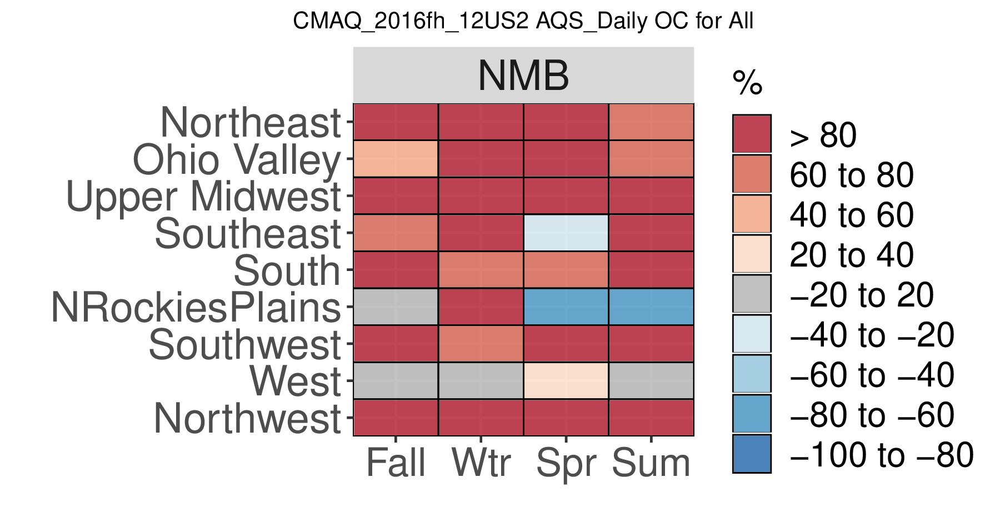 CMAQ_2016fh_12US2 AQS_Daily OC for All
NMB
%
Northeast
Ohio Valley
Upper Midwest
Southeast
South
NRockiesPlains
Southwest
West
Northwest
Fall Wtr Spr Sum
> 80
60 to 80
40 to 60
20 to 40
−20 to 20
−40 to −20
−60 to −40
−80 to −60
−100 to −80